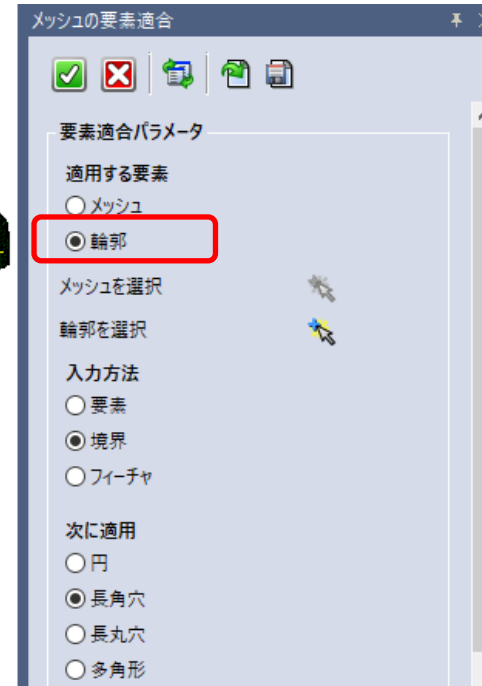 メッシュの要素適合
要素適合パラメータ
適用する要素
メッシュ
輪郭
メッシュを選択
輪郭を選択
入力方法
要素
境界
フィーチャ
次に適用
円
長角穴
長丸穴
多角形